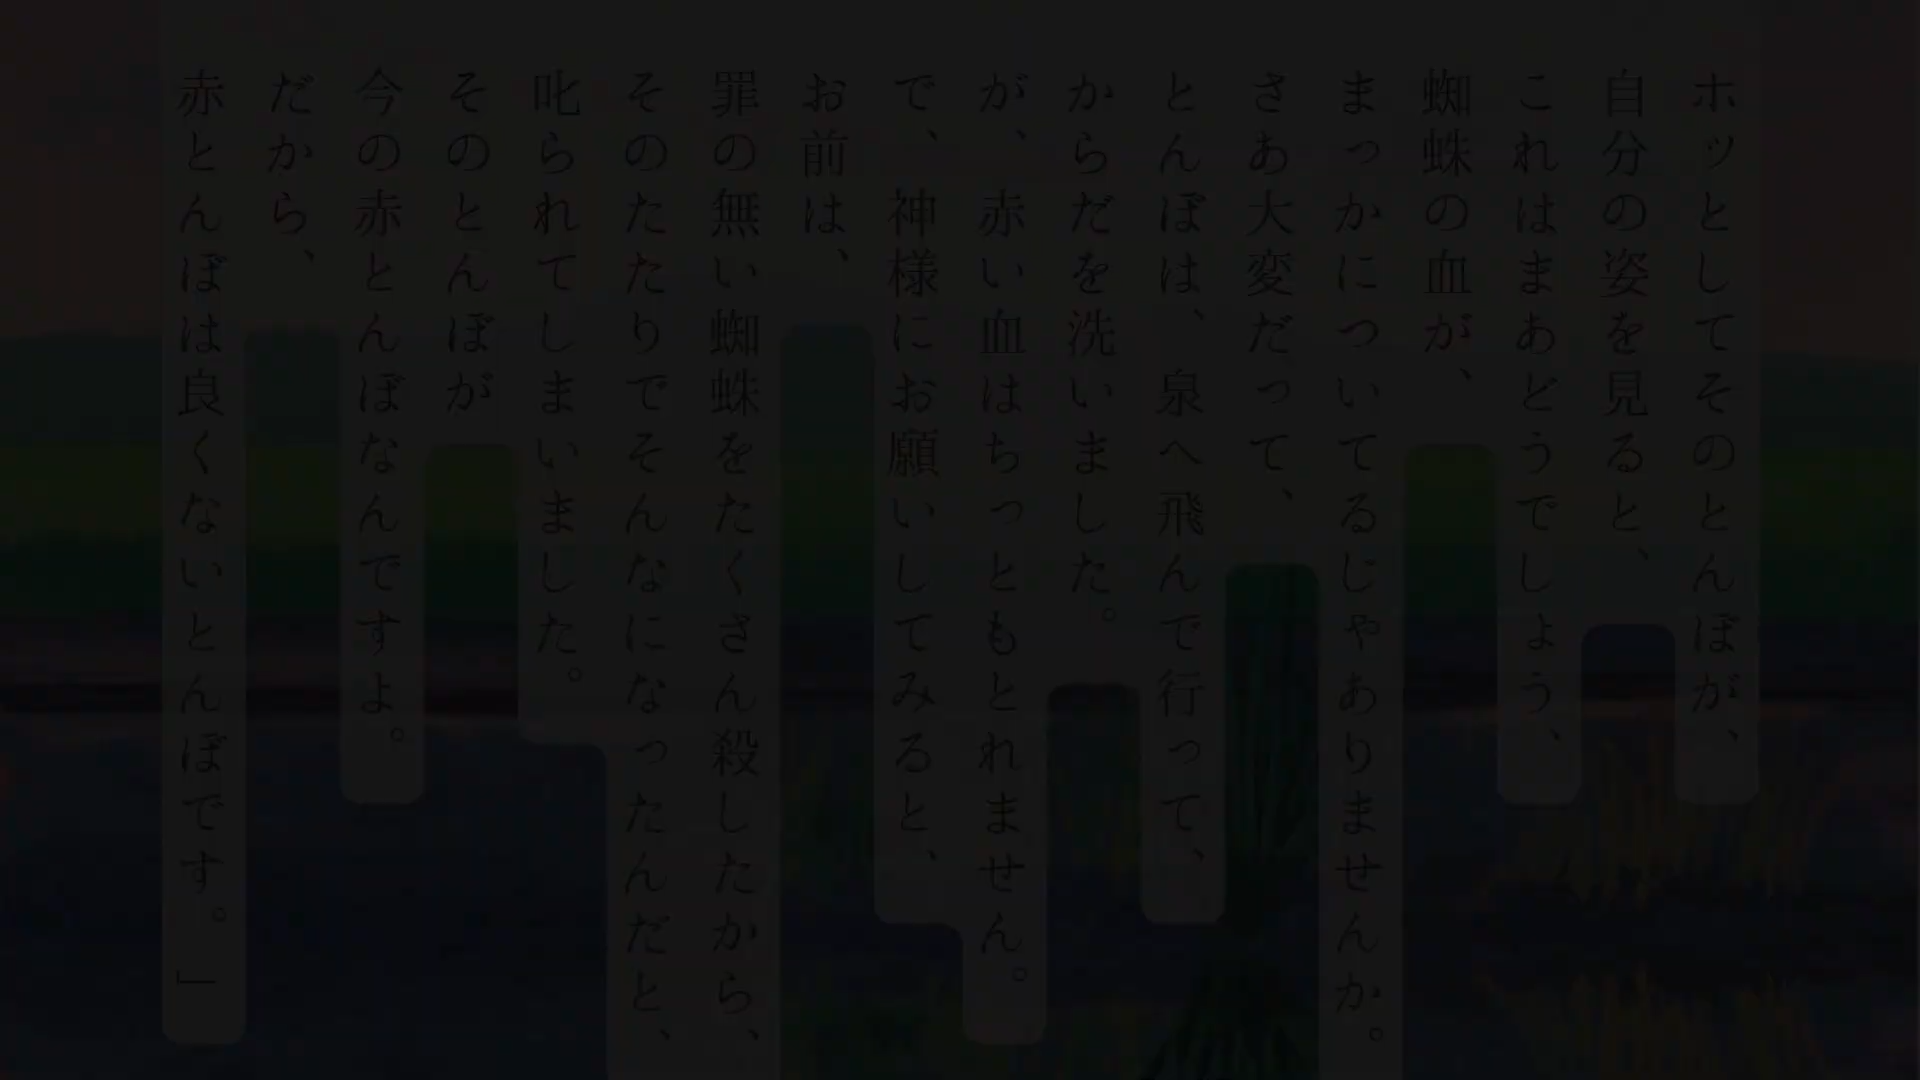 ホッとしてそのとんぼが、
自分の姿を見ると、
これはまあどうでしょう、
蜘蛛の血が、
まっかについてるじゃありませんか。
さあ大変だって、
とんぼは、泉へ飛んで行って、
からだを洗いました。
が、赤い血はちっともとれません。
で、神様にお願いしてみると、
お前は、
罪の無い蜘蛛をたくさん殺したから、
そのたたりでそんなになったんだと、
叱られてしまいました。
そのとんぼが
今の赤とんぼなんですよ。
だから、
赤とんぼは良くないとんぼです。」